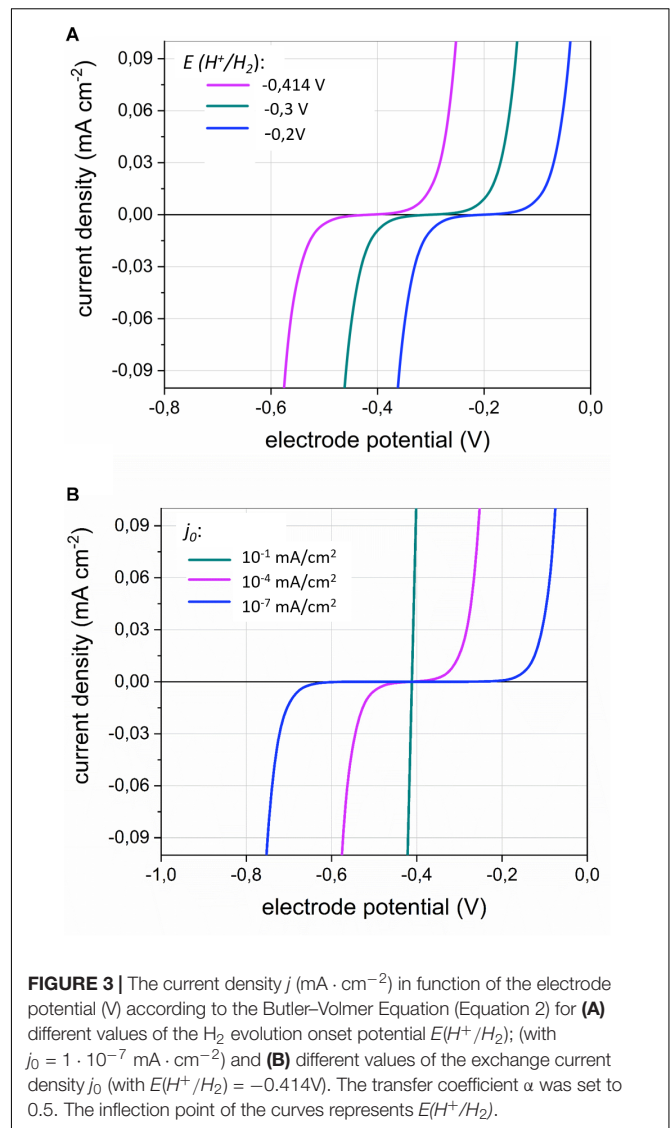 A
E (H⁺/H₂):
-0,414 V
-0,3 V
-0,2V
0,09
0,06
0,03
0,00
-0,03
-0,06
-0,09
current density (mA cm⁻²)
-0,8 -0,6 -0,4 -0,2 0,0
electrode potential (V)
B
j₀:
10⁻¹ mA/cm²
10⁻⁴ mA/cm²
10⁻⁷ mA/cm²
0,09
0,06
0,03
0,00
-0,03
-0,06
-0,09
current density (mA cm⁻²)
-1,0 -0,8 -0,6 -0,4 -0,2 0,0
electrode potential (V)
FIGURE 3 | The current density j (mA · cm−2) in function of the electrode
potential (V) according to the Butler–Volmer Equation (Equation 2) for (A)
different values of the H₂ evolution onset potential E(H⁺/H₂); (with
j₀ = 1 · 10⁻⁷ mA · cm−2) and (B) different values of the exchange current
density j₀ (with E(H⁺/H₂) = −0.414V). The transfer coefficient α was set to
0.5. The inflection point of the curves represents E(H⁺/H₂).